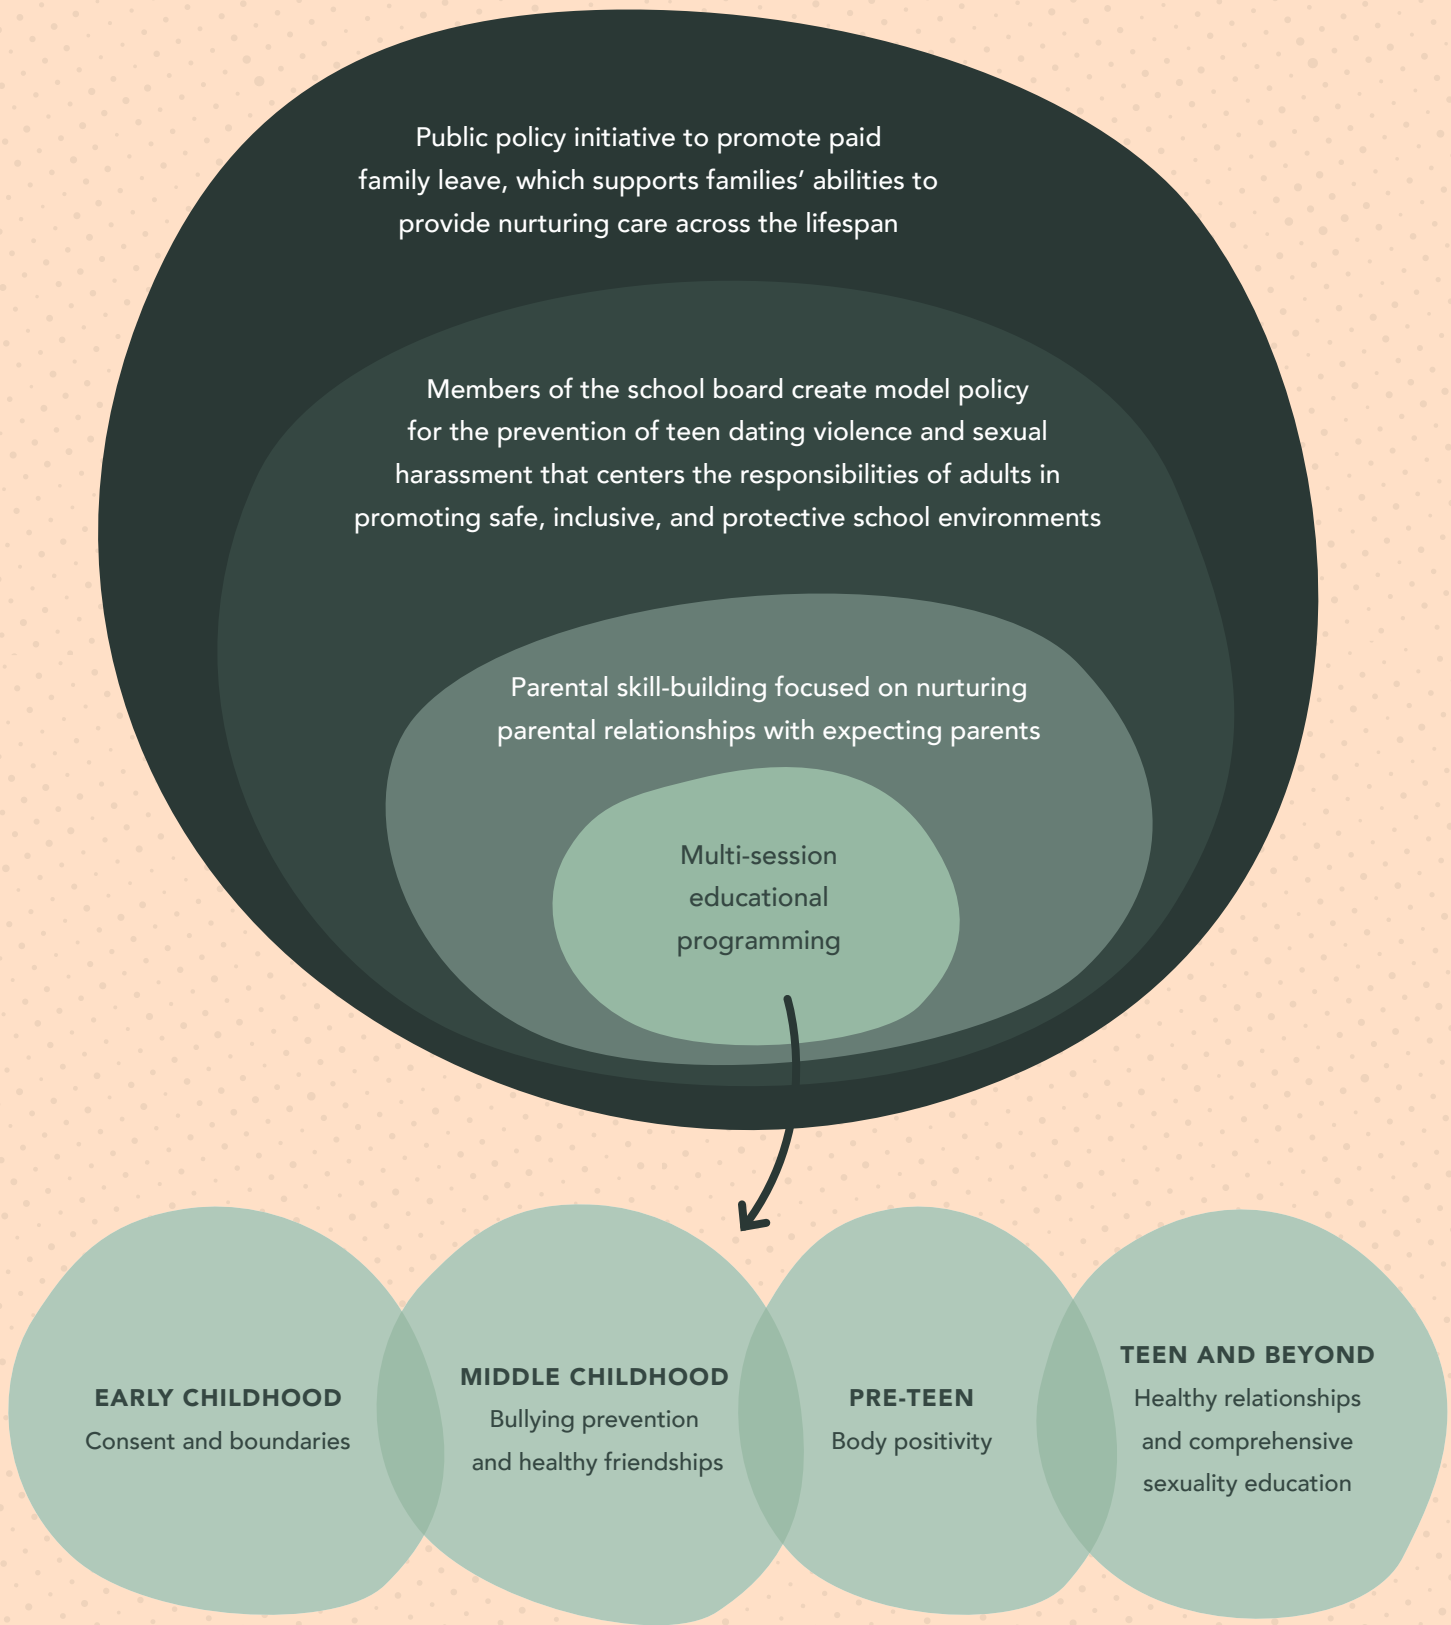 Public policy initiative to promote paid
family leave, which supports families’ abilities to
provide nurturing care across the lifespan
Members of the school board create model policy
for the prevention of teen dating violence and sexual
harassment that centers the responsibilities of adults in
promoting safe, inclusive, and protective school environments
Parental skill-building focused on nurturing
parental relationships with expecting parents
Multi-session
educational
programming
EARLY CHILDHOOD
Consent and boundaries
MIDDLE CHILDHOOD
Bullying prevention
and healthy friendships
PRE-TEEN
Body positivity
TEEN AND BEYOND
Healthy relationships
and comprehensive
sexuality education